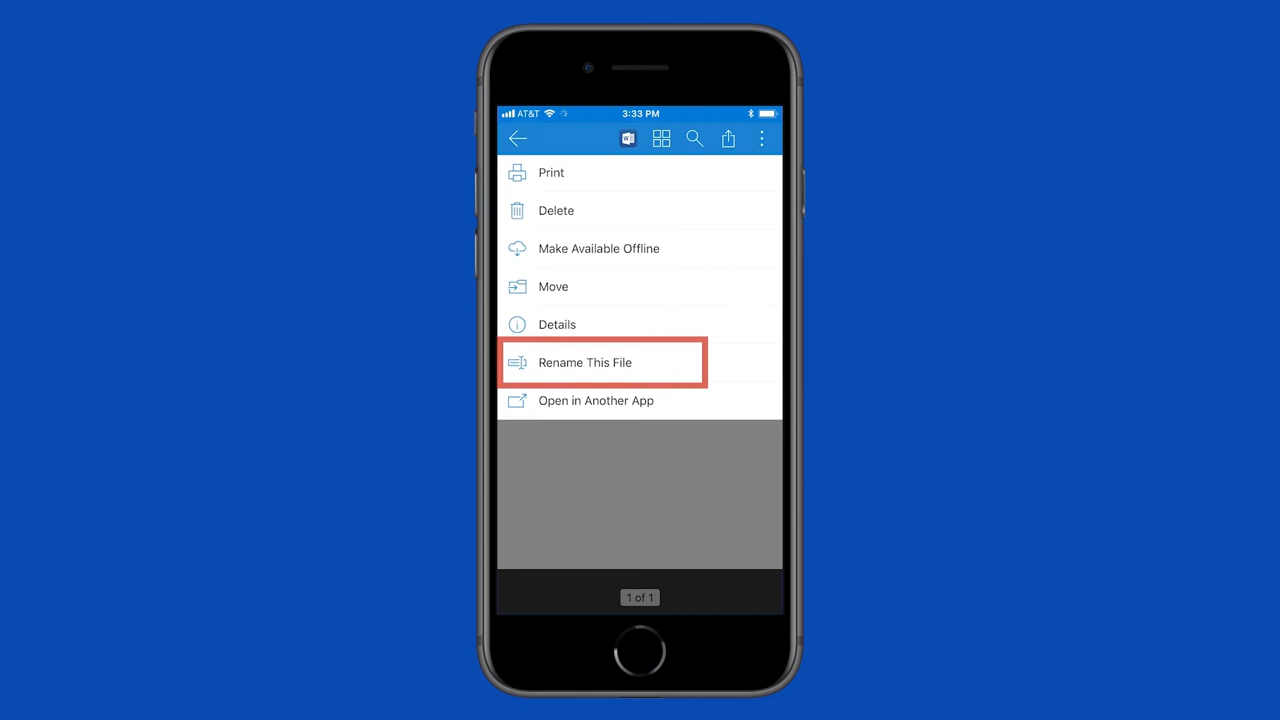 AT&T 3:33 PM
W
Print
Delete
Make Available Offline
Move
Details
Rename This File
Open in Another App
1 of 1